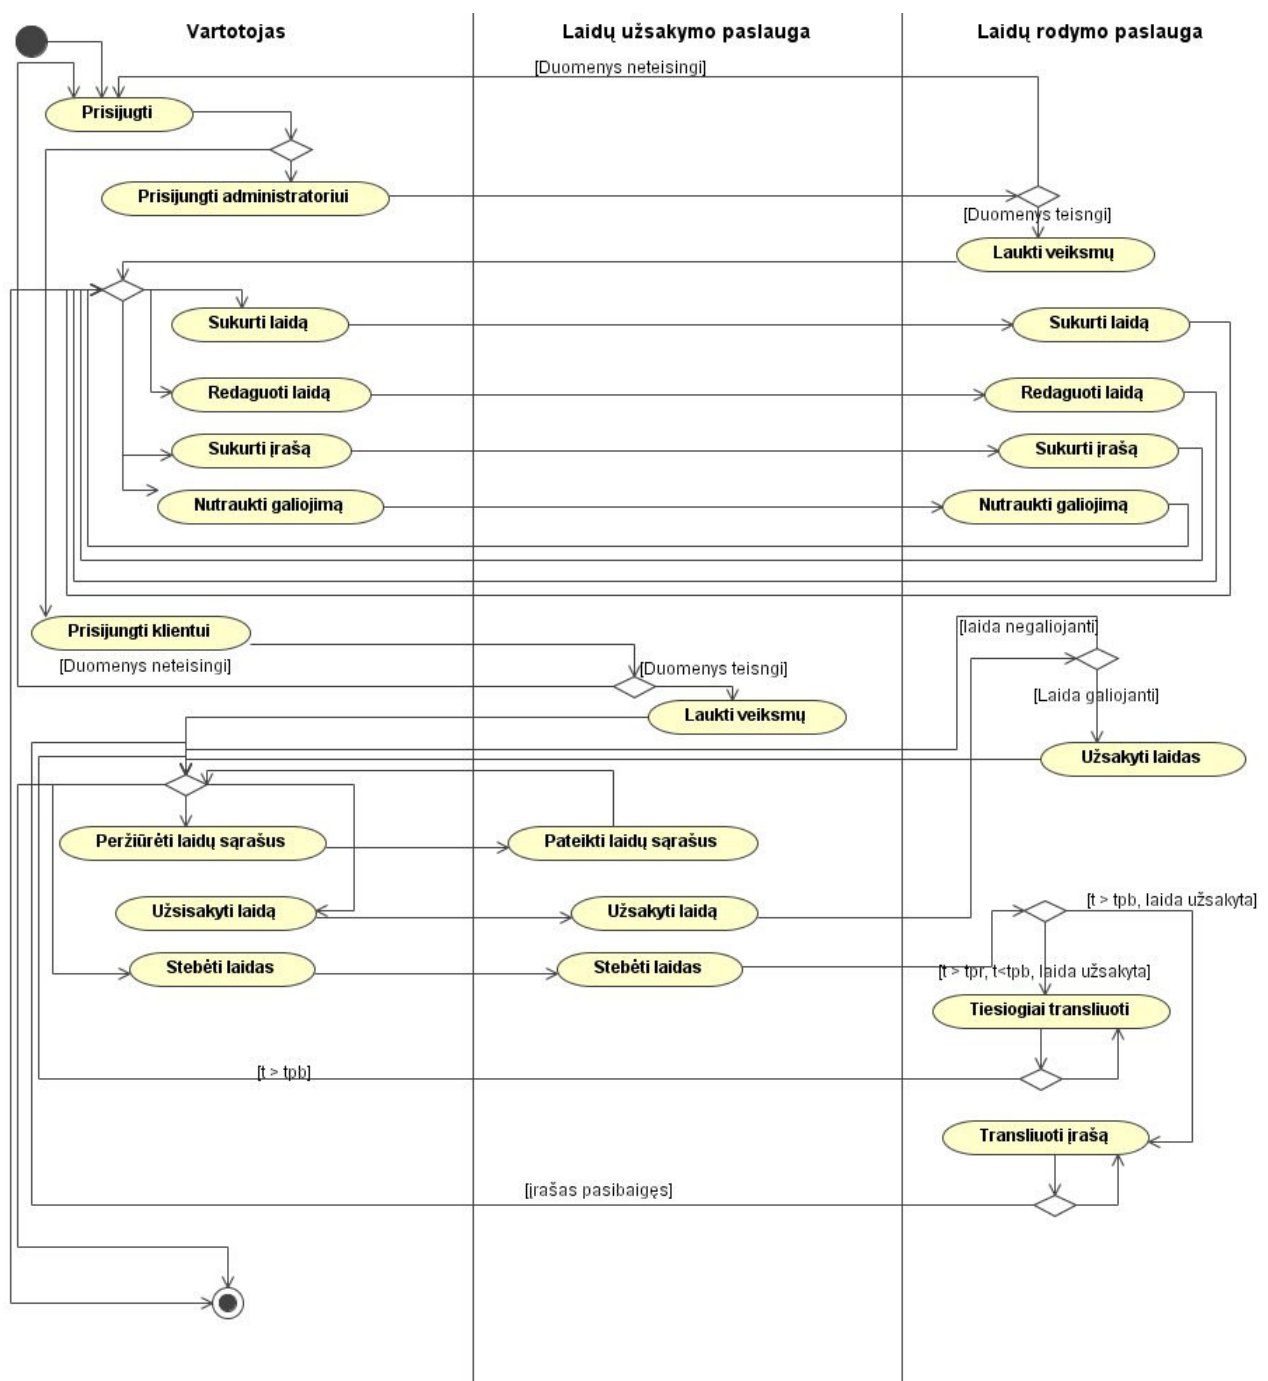 Vartotojas
Laidų užsakymo paslauga
Laidų rodymo paslauga
[Duomenys neteisingi]
Prisijugti
Prisijungti administratoriui
[Duomenys teisngi]
Laukti veiksmų
Sukurti laidą
Sukurti laidą
Redaguoti laidą
Redaguoti laidą
Sukurti įrašą
Sukurti įrašą
Nutraukti galiojimą
Nutraukti galiojimą
Prisijungti klientui
[laida negaliojanti]
[Duomenys neteisingi]
[Duomenys teisngi]
[Laida galiojanti]
Laukti veiksmų
Užsakyti laidas
Peržiūrėti laidų sąrašus
Pateikti laidų sąrašus
[t > tpb, laida užsakyta]
Užsisakyti laidą
Užsakyti laidą
Stebėti laidas
Stebėti laidas
[t > tpr, t<tpb, laida užsakyta]
Tiesiogiai transliuoti
[t > tpb]
Transliuoti įrašą
[įrašas pasibaigęs]